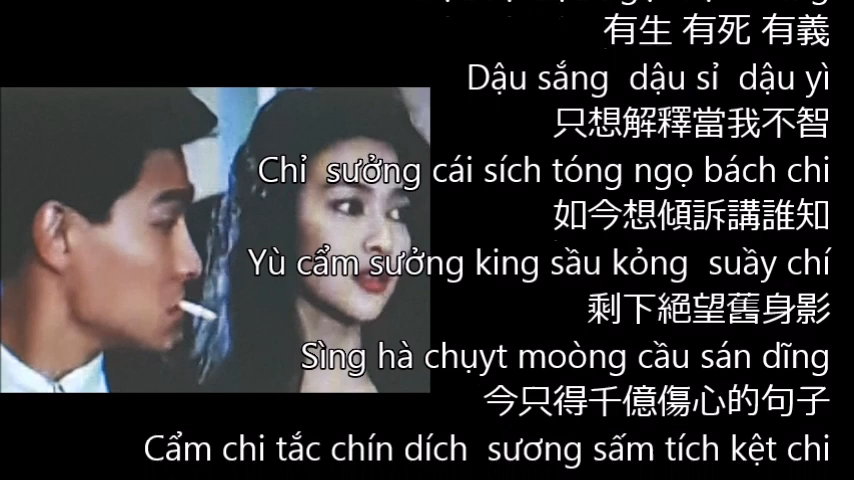 有生 有死 有義
Dậu sắng dậu sỉ dậu yì
只想解釋當我不智
Chỉ sưởng cái sích tóng ngọ bách chi
如今想傾訴講誰知
Yù cẩm sưởng king sầu kỏng suầy chí
剩下絕望舊身影
Sìng hà chụyt moòng cầu sán dĩng
今只得千億傷心的句子
Cẩm chi tắc chín dích sương sấm tích kệt chi